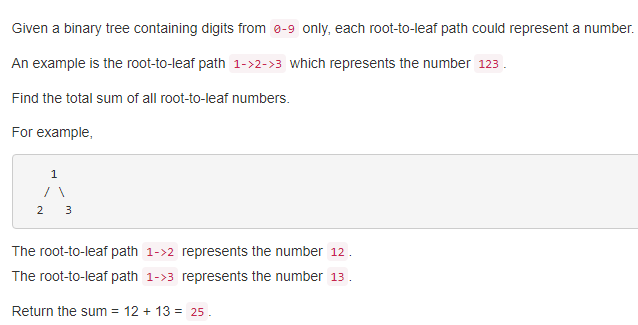 Given a binary tree containing digits from 0-9 only, each root-to-leaf path could represent a number.
An example is the root-to-leaf path 1->2->3 which represents the number 123.
Find the total sum of all root-to-leaf numbers.
For example,
1
/ \
2 3
The root-to-leaf path 1->2 represents the number 12.
The root-to-leaf path 1->3 represents the number 13.
Return the sum = 12 + 13 = 25.